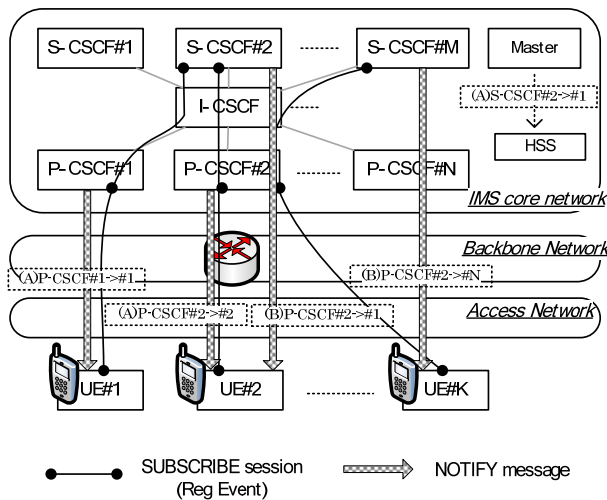 S- CSCF#1
S- CSCF#2
S- CSCF#M
Master
(A)S-CSCF#2->#1
I- CSCF
HSS
P- CSCF#1
P- CSCF#2
P- CSCF#N
IMS core network
Backbone Network
(A)P-CSCF#1->#1
(B)P-CSCF#2->#N
Access Network
(A)P-CSCF#2->#2
(B)P-CSCF#2->#1
UE#1
UE#2
UE#K
SUBSCRIBE session
(Reg Event)
NOTIFY message